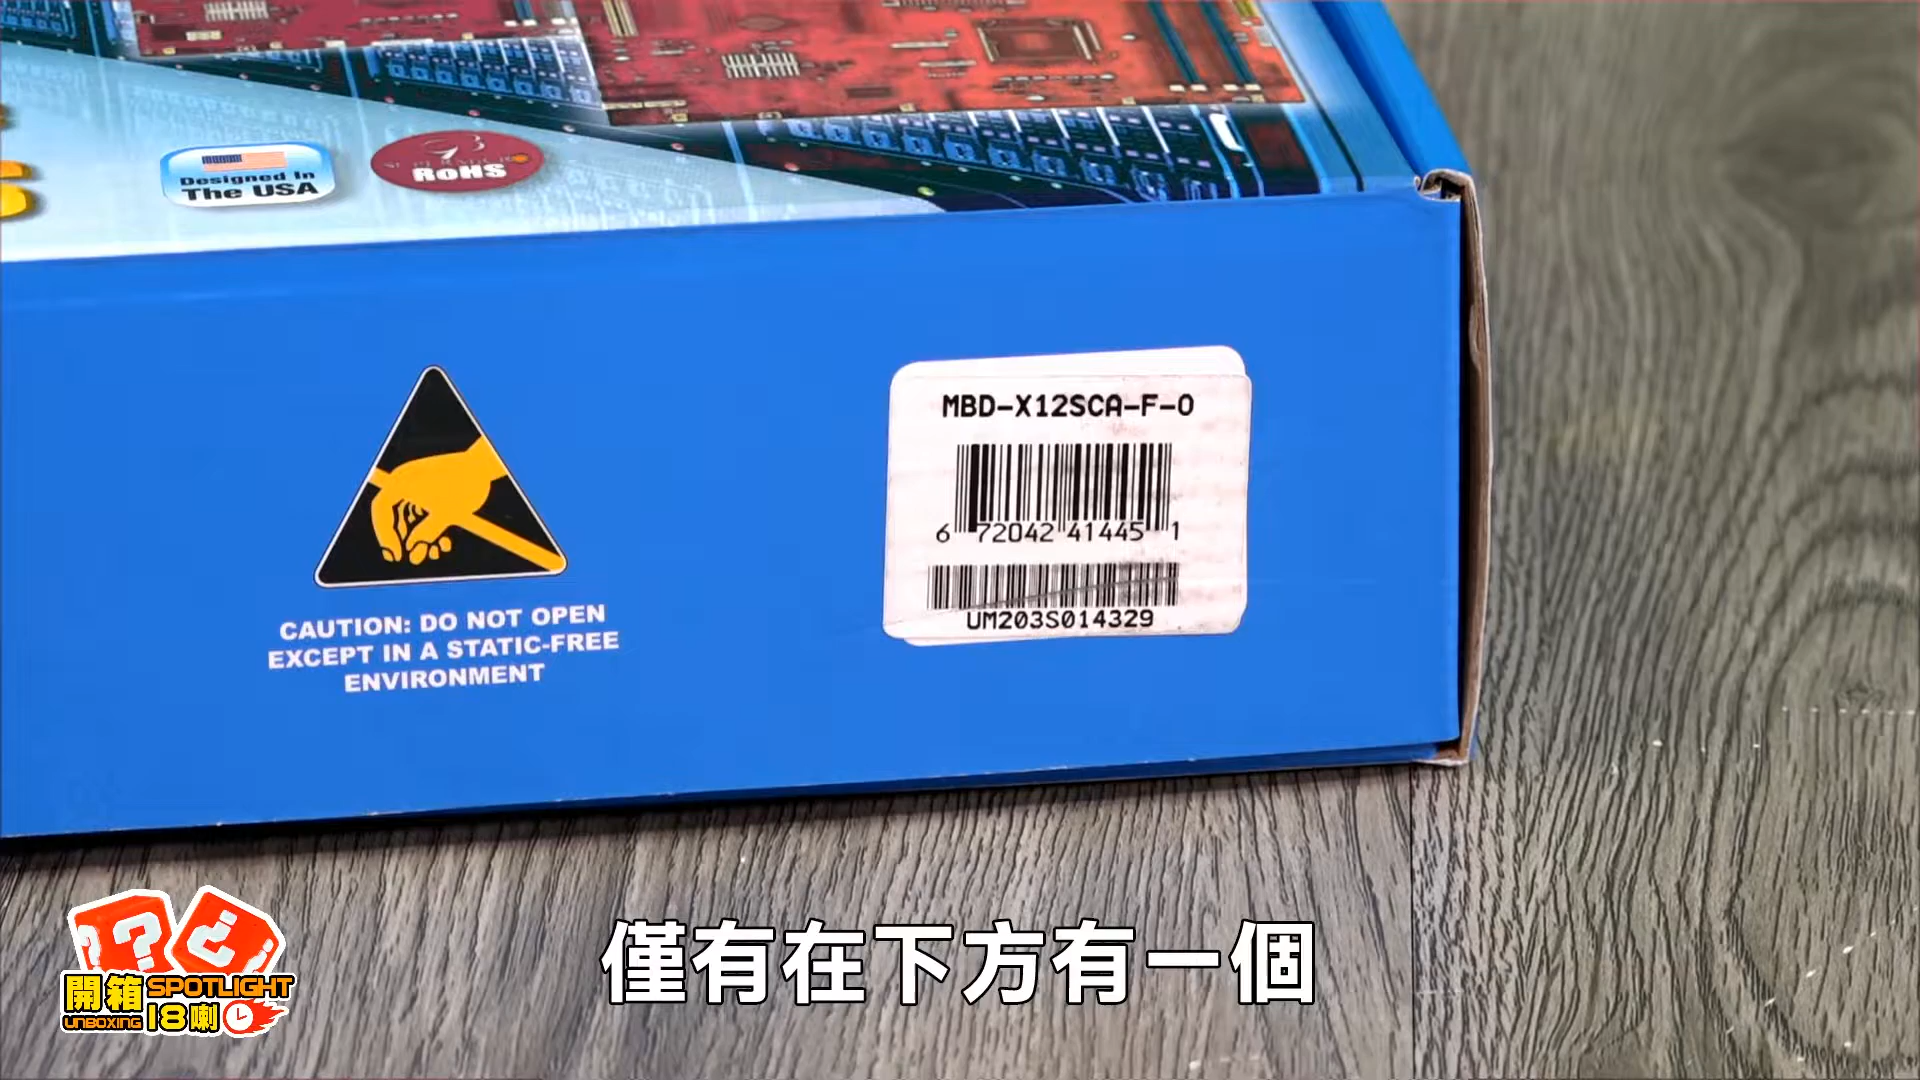 Designed In
The USA
SUPERMICRO
RoHS
MBD-X12SCA-F-O
6 72042 41445 1
UM203S014329
CAUTION: DO NOT OPEN
EXCEPT IN A STATIC-FREE
ENVIRONMENT
僅有在下方有一個
開箱 SPOTLIGHT
UNBOXING 18喇